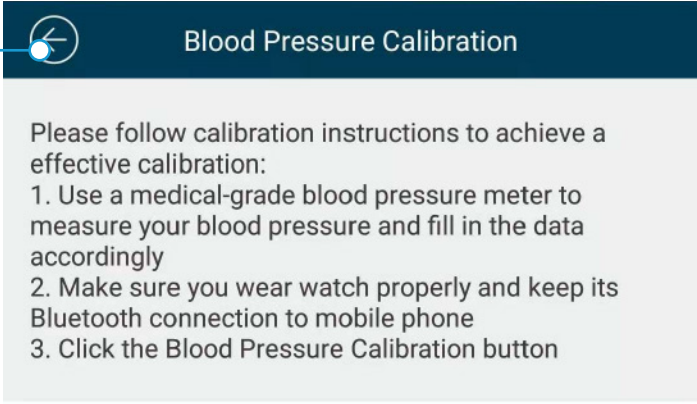 Blood Pressure Calibration
Please follow calibration instructions to achieve a
effective calibration:
1. Use a medical-grade blood pressure meter to
measure your blood pressure and fill in the data
accordingly
2. Make sure you wear watch properly and keep its
Bluetooth connection to mobile phone
3. Click the Blood Pressure Calibration button